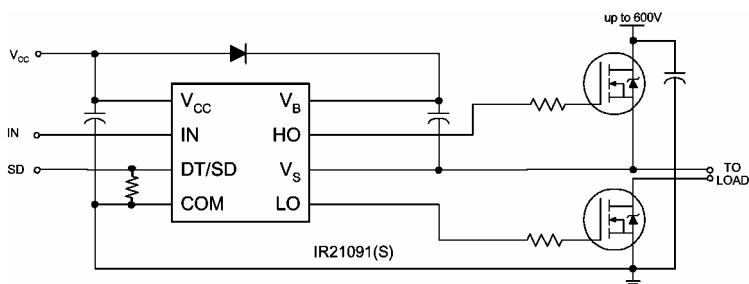 up to 600V
VCC
VCC VB
IN IN HO
SD DT/SD VS
TO
LOAD
COM LO
IR21091(S)